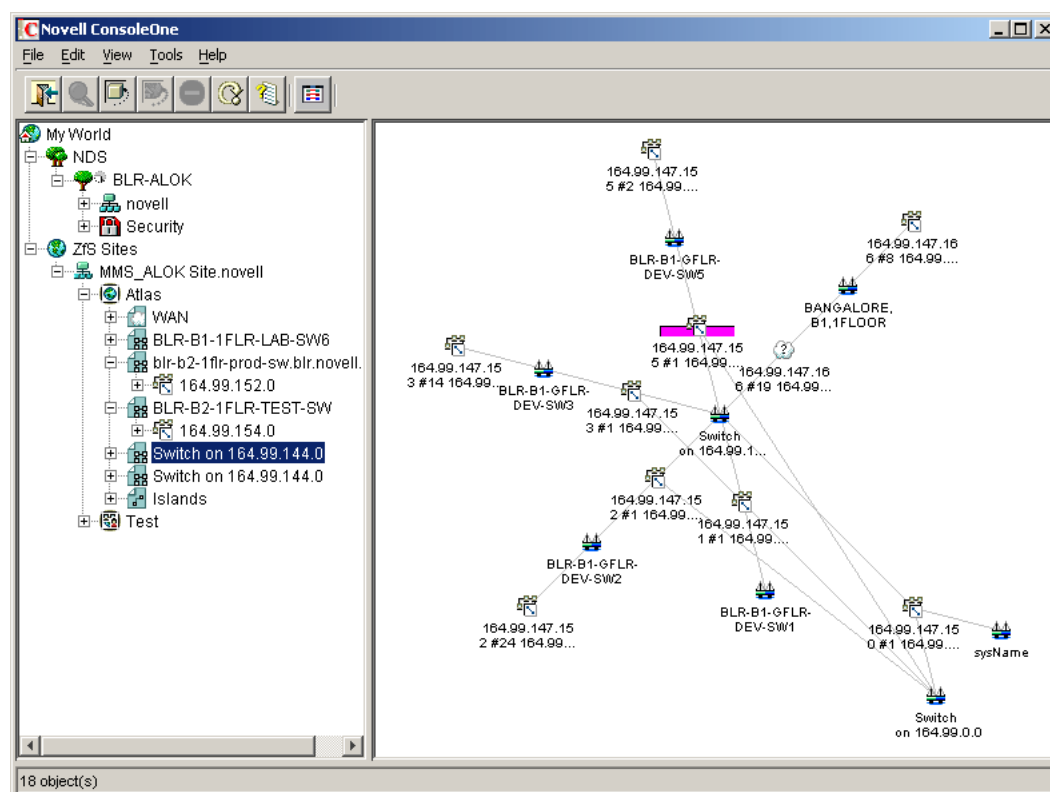 Novell ConsoleOne
File Edit View Tools Help
My World
NDS
BLR-ALOK
novell
Security
ZfS Sites
MMS_ALOK Site.novell
Atlas
WAN
BLR-B1-1FLR-LAB-SW6
blr-b2-1flr-prod-sw.blr.novell.
164.99.152.0
BLR-B2-1FLR-TEST-SW
164.99.154.0
Switch on 164.99.144.0
Switch on 164.99.144.0
Islands
Test
164.99.147.15
5 #2 164.99....
BLR-B1-GFLR-
DEV-SW5
164.99.147.16
6 #8 164.99....
BANGALORE,
B1,1FLOOR
164.99.147.15
5 #1 164.99....
164.99.147.16
6 #19 164.99...
164.99.147.15
3 #14 164.99...
BLR-B1-GFLR-
DEV-SW3
164.99.147.15
3 #1 164.99....
Switch
on 164.99.1...
164.99.147.15
2 #1 164.99....
164.99.147.15
1 #1 164.99....
BLR-B1-GFLR-
DEV-SW2
BLR-B1-GFLR-
DEV-SW1
164.99.147.15
2 #24 164.99...
164.99.147.15
0 #1 164.99....
sysName
Switch
on 164.99.0.0
18 object(s)